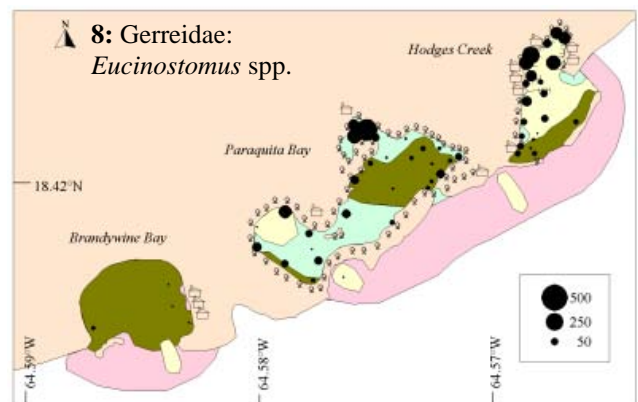 8: Gerreidae:
Eucinostomus spp.
Hodges Creek
Paraquita Bay
18.42°N
Brandywine Bay
500
250
50
64.59°W
64.58°W
64.57°W